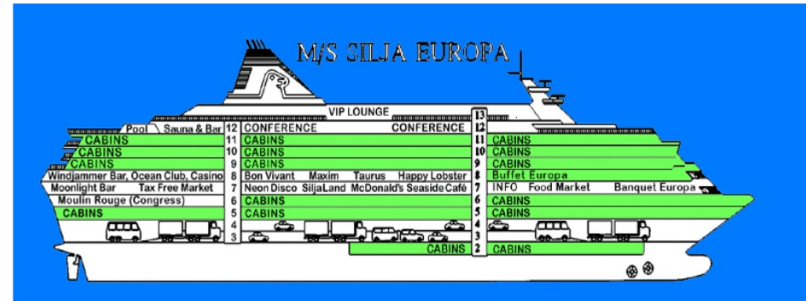 M/S SILJA EUROPA
VIP LOUNGE 13
Pool Sauna & Bar 12 CONFERENCE CONFERENCE 12
CABINS 11 CABINS 11 CABINS
CABINS 10 CABINS 10 CABINS
CABINS 9 CABINS 9 CABINS
Windjammer Bar, Ocean Club, Casino 8 Bon Vivant Maxim Taurus Happy Lobster 8 Buffet Europa
Moonlight Bar Tax Free Market 7 Neon Disco SiljaLand McDonald's Seaside Café 7 INFO Food Market Banquet Europa
Moulin Rouge (Congress) 6 CABINS 6 CABINS
CABINS 5 CABINS 5 CABINS
4 4
3 3
CABINS 2 CABINS